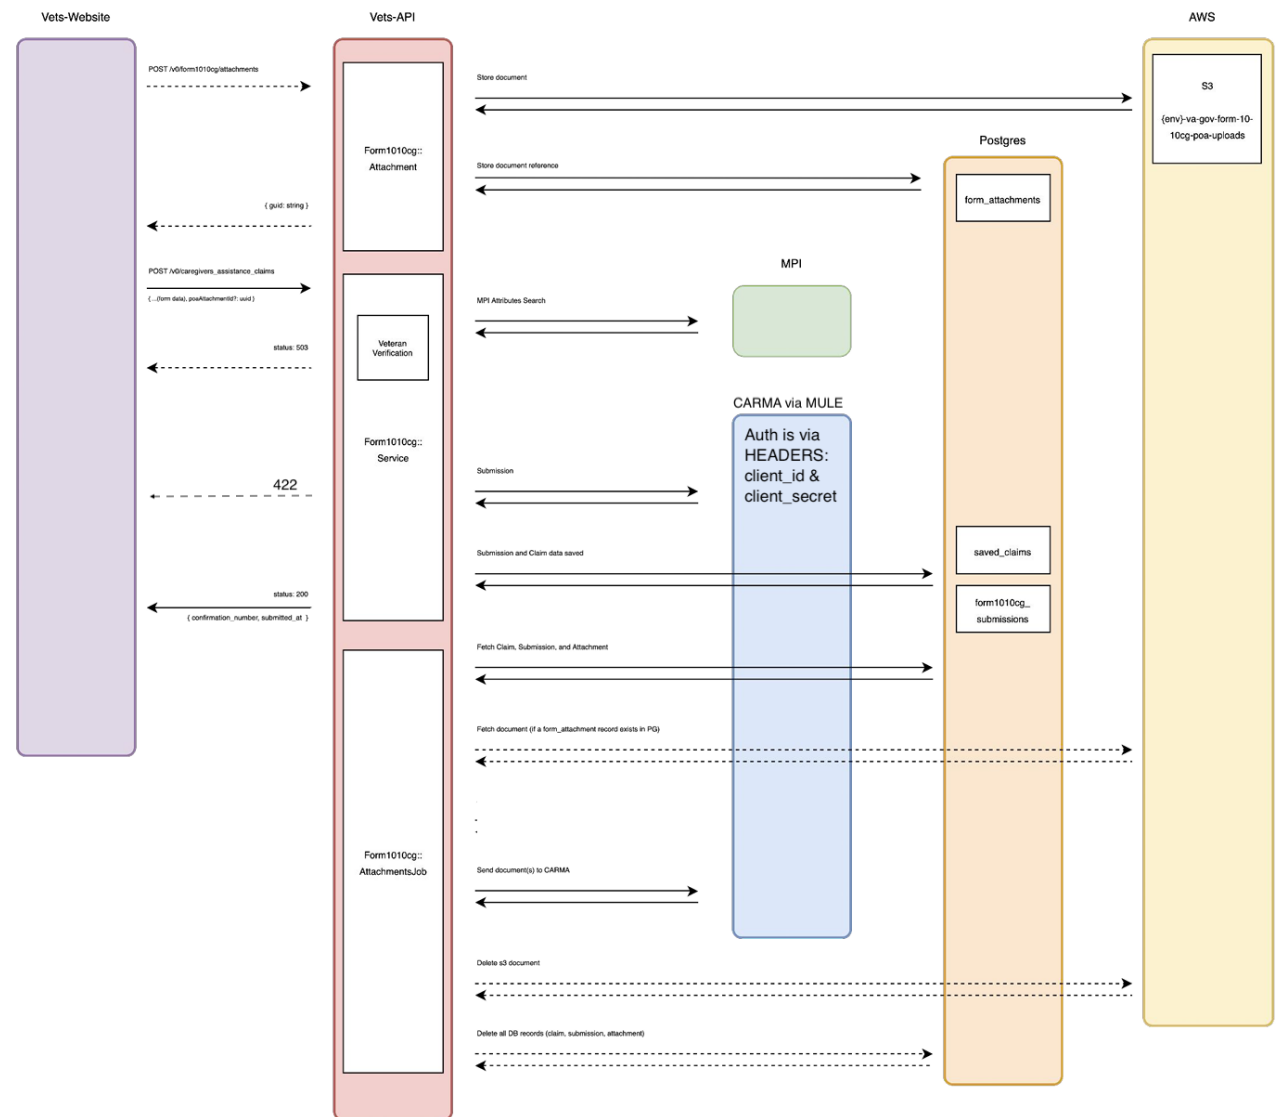 Vets-Website
Vets-API
AWS
POST /v0/form1010cg/attachments
Store document
S3
{env}-va-gov-form-10-
10cg-poa-uploads
Form1010cg::
Attachment
Postgres
Store document reference
form_attachments
{ guid: string }
MPI
POST /v0/caregivers_assistance_claims
{ ...(form data), poaAttachmentId?: uuid }
MPI Attributes Search
Veteran
Verification
status: 503
CARMA via MULE
Auth is via
HEADERS:
client_id &
client_secret
Form1010cg::
Service
Submission
422
Submission and Claim data saved
saved_claims
status: 200
{ confirmation_number, submitted_at }
form1010cg_
submissions
Fetch Claim, Submission, and Attachment
Fetch document (if a form_attachment record exists in PG)
Form1010cg::
AttachmentsJob
Send document(s) to CARMA
Delete s3 document
Delete all DB records (claim, submission, attachment)